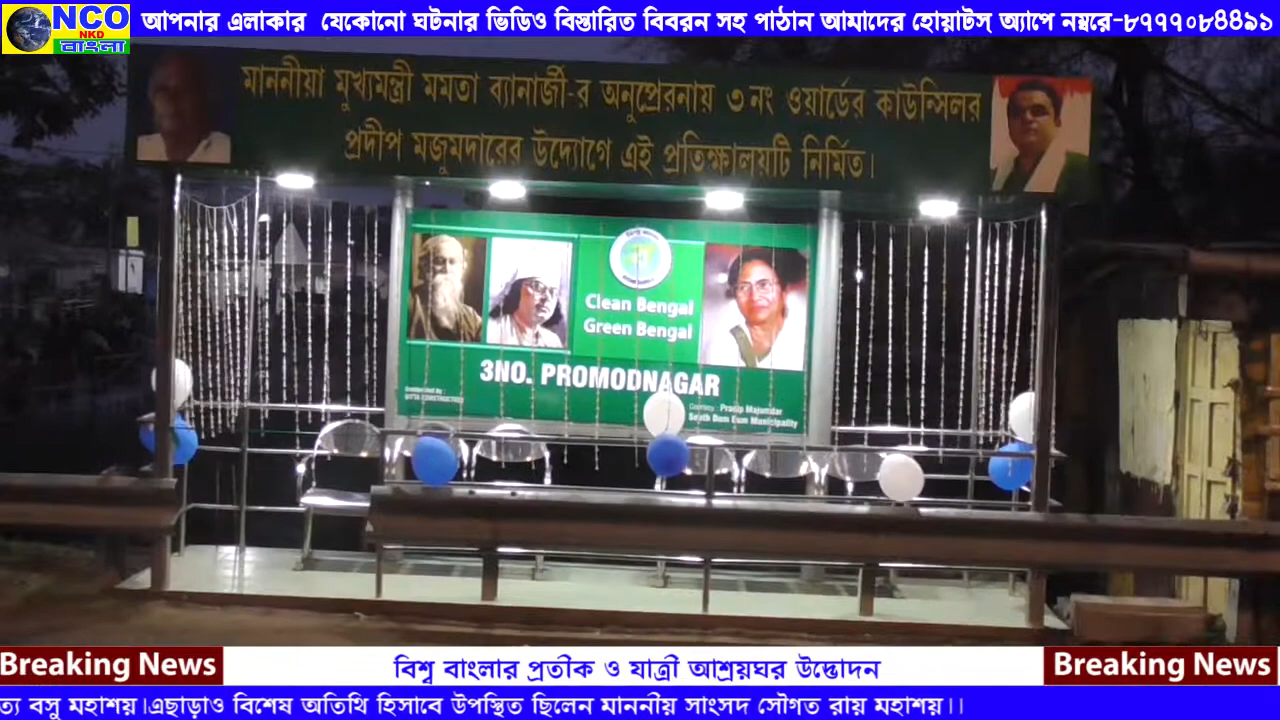 NCO
NKD
বাংলা
আপনার এলাকার যেকোনো ঘটনার ভিডিও বিস্তারিত বিবরন সহ পাঠান আমাদের হোয়াটস্ অ্যাপে নম্বরে-৮৭৭৭০৮৪৪৯১
মাননীয়া মুখ্যমন্ত্রী মমতা ব্যানার্জী-র অনুপ্রেরনায় ৩ নং ওয়ার্ডের কাউন্সিলর
প্রদীপ মজুমদারের উদ্যোগে এই প্রতিক্ষালয়টি নির্মিত।
Clean Bengal
Green Bengal
3NO. PROMODNAGAR
Courtesy : Pradip Majumdar
South Dum Dum Municipality
Breaking News
বিশ্ব বাংলার প্রতীক ও যাত্রী আশ্রয়ঘর উদ্ভোদন
Breaking News
ত্য বসু মহাশয়।এছাড়াও বিশেষ অতিথি হিসাবে উপস্থিত ছিলেন মাননীয় সাংসদ সৌগত রায় মহাশয়।।